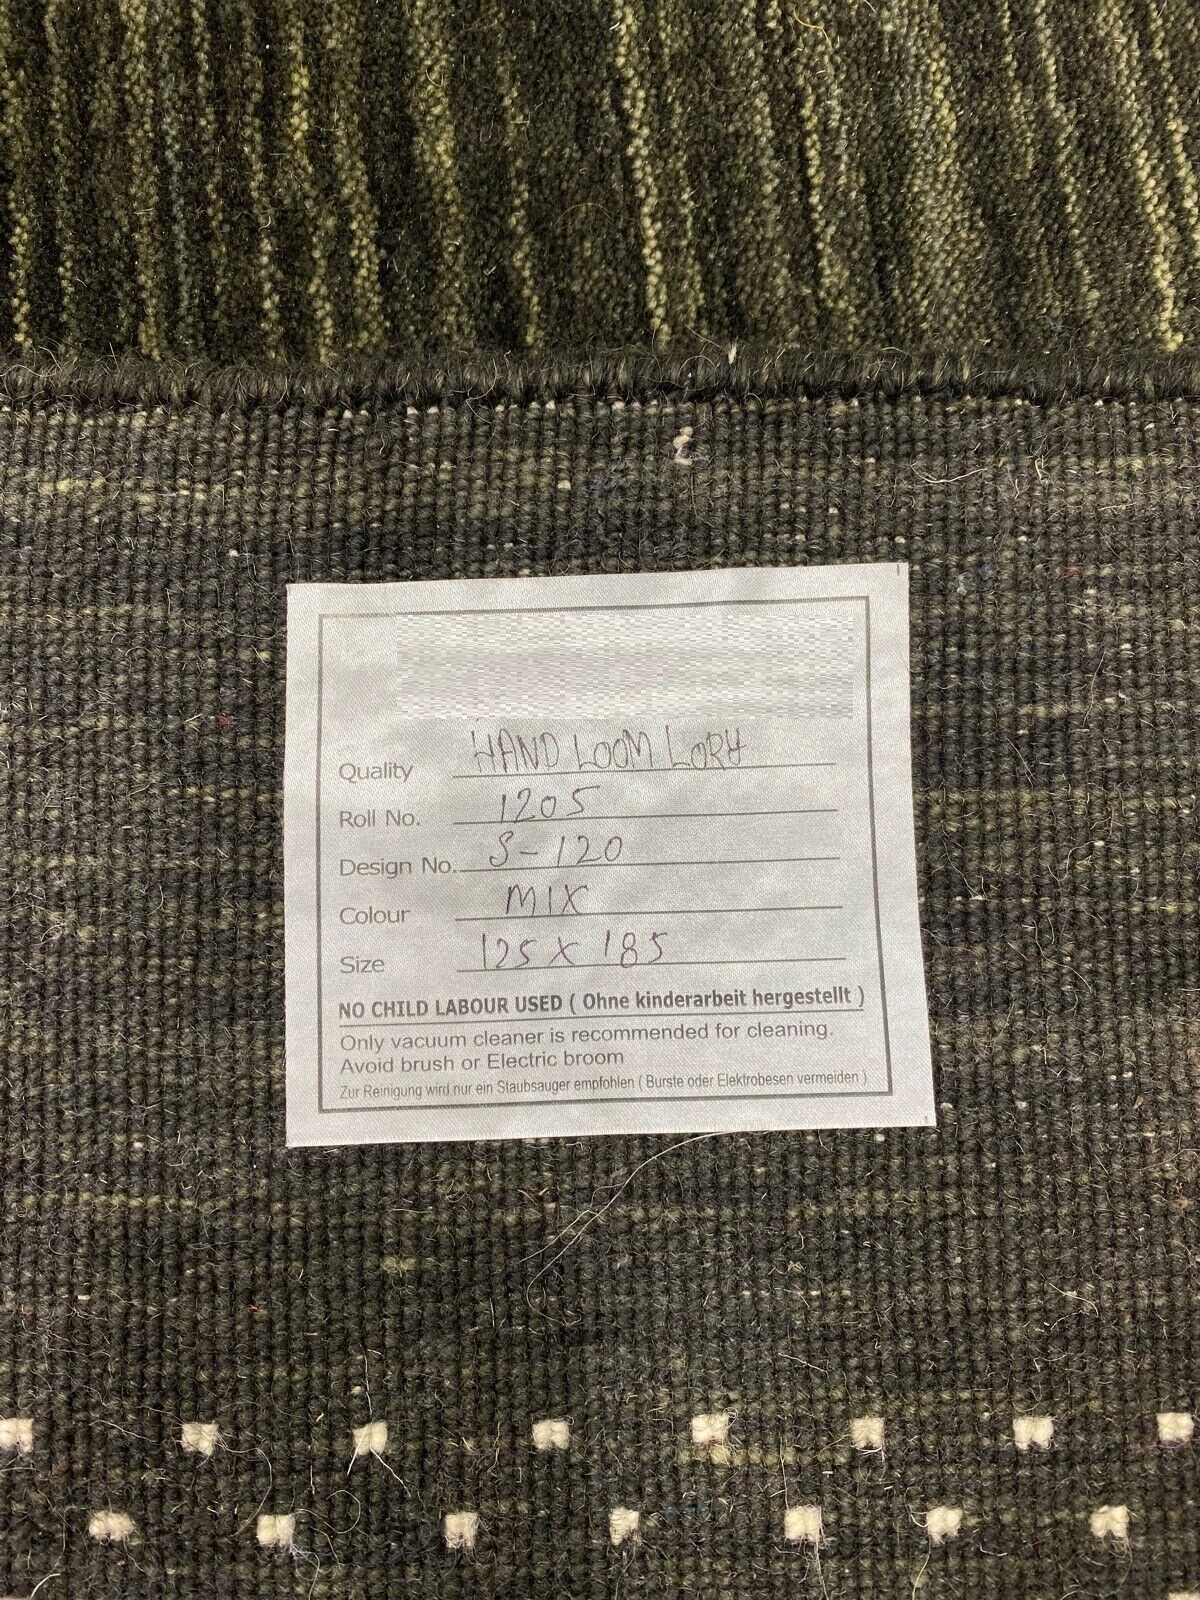 Quality HAND LOOM LORH
Roll No. 1205
Design No. S-120
Colour MIX
Size 125 X 185
NO CHILD LABOUR USED ( Ohne kinderarbeit hergestellt )
Only vacuum cleaner is recommended for cleaning.
Avoid brush or Electric broom
Zur Reinigung wird nur ein Staubsauger empfohlen ( Burste oder Elektrobesen vermeiden )